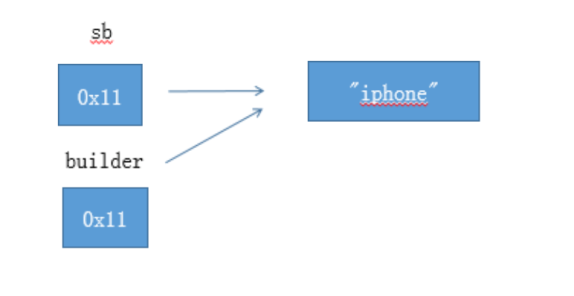 sb
0x11
"iphone"
builder
0x11